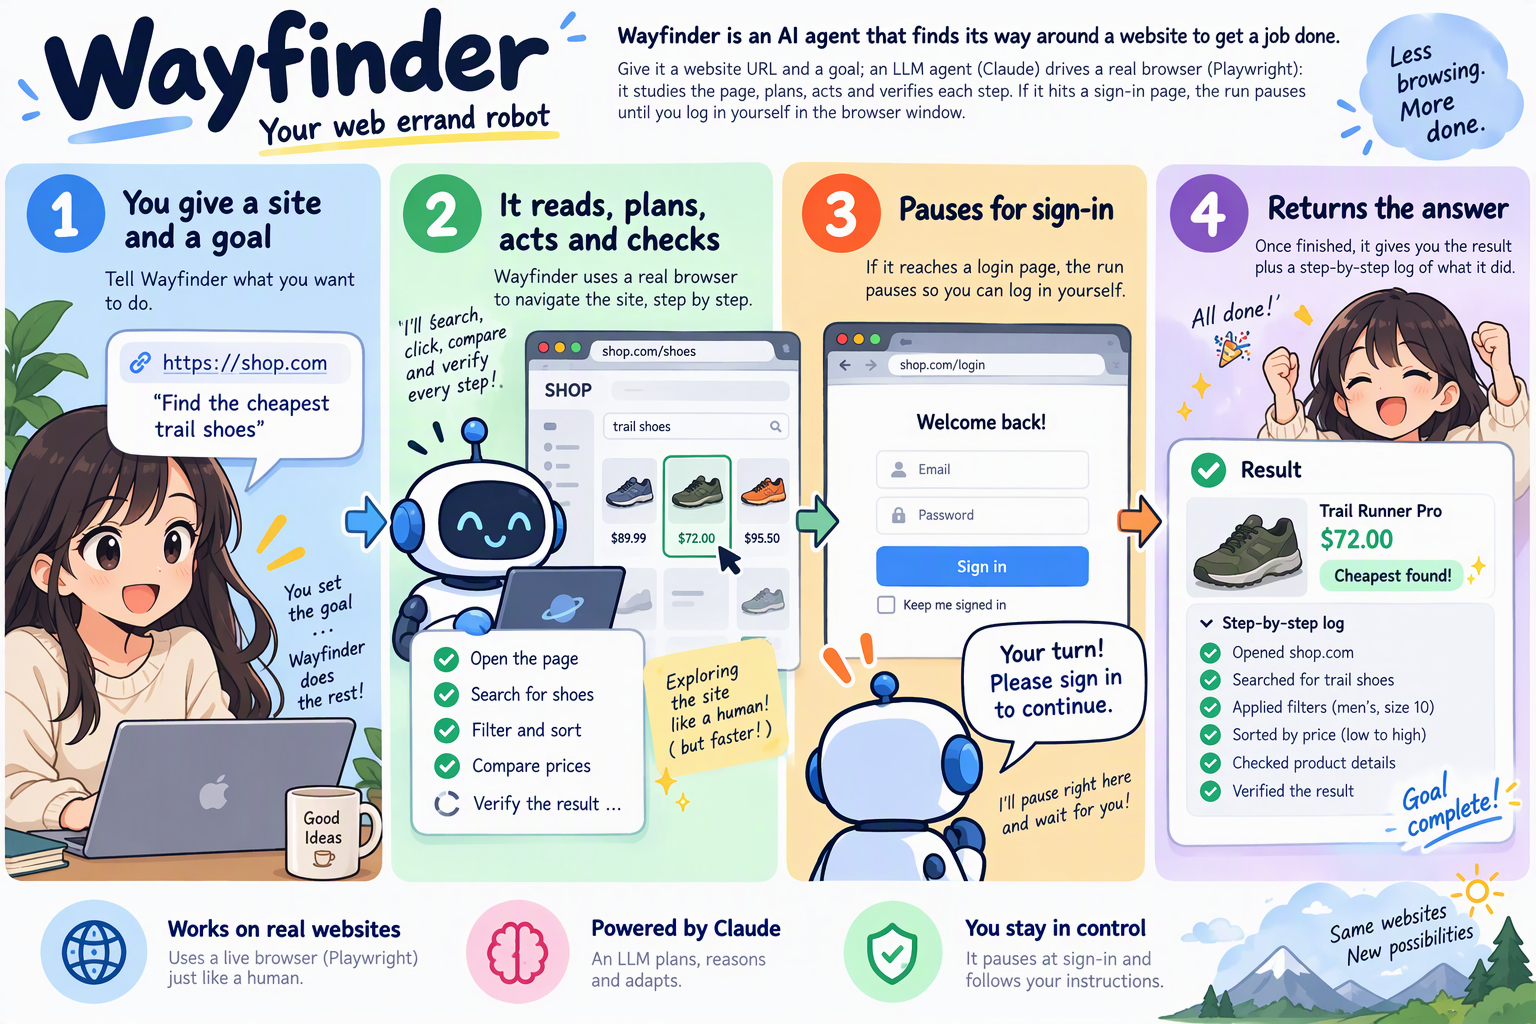 Wayfinder
Your web errand robot
Wayfinder is an AI agent that finds its way around a website to get a job done.
Give it a website URL and a goal; an LLM agent (Claude) drives a real browser (Playwright):
it studies the page, plans, acts and verifies each step. If it hits a sign-in page, the run pauses
until you log in yourself in the browser window.
Less
browsing.
More
done.
1
You give a site
and a goal
Tell Wayfinder what you want
to do.
https://shop.com
“Find the cheapest
trail shoes”
You set
the goal
...
Wayfinder
does
the rest!
Good
Ideas
2
It reads, plans,
acts and checks
Wayfinder uses a real browser
to navigate the site, step by step.
"I'll search,
click, compare
and verify
every step!.
shop.com/shoes
SHOP
trail shoes
$89.99
$72.00
$95.50
Open the page
Search for shoes
Filter and sort
Compare prices
Verify the result ...
Exploring
the site
like a human!
( but faster! )
3
Pauses for sign-in
If it reaches a login page, the run
pauses so you can log in yourself.
shop.com/login
Welcome back!
Email
Password
Sign in
Keep me signed in
Your turn!
Please sign in
to continue.
I'll pause right here
and wait for you!
4
Returns the answer
Once finished, it gives you the result
plus a step-by-step log of what it did.
All done!'
Result
Trail Runner Pro
$72.00
Cheapest found!
Step-by-step log
Opened shop.com
Searched for trail shoes
Applied filters (men's, size 10)
Sorted by price (low to high)
Checked product details
Verified the result
Goal
complete!
Works on real websites
Uses a live browser (Playwright)
just like a human.
Powered by Claude
An LLM plans, reasons
and adapts.
You stay in control
It pauses at sign-in and
follows your instructions.
Same websites
New possibilities